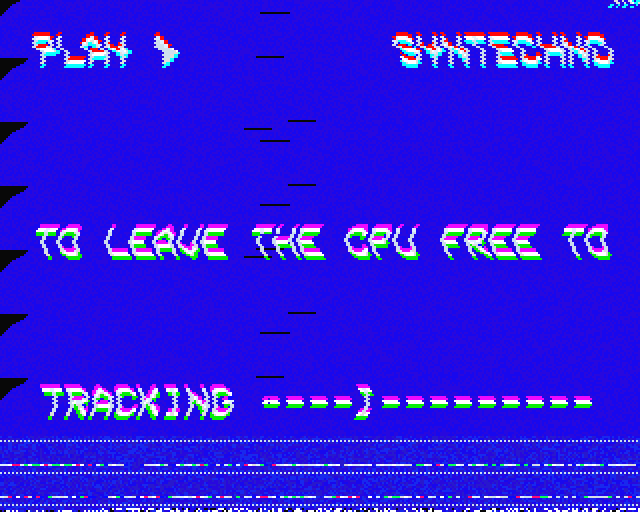 PLAY SYNTECHNO
TO LEAVE THE CPU FREE TO
TRACKING ----]----------